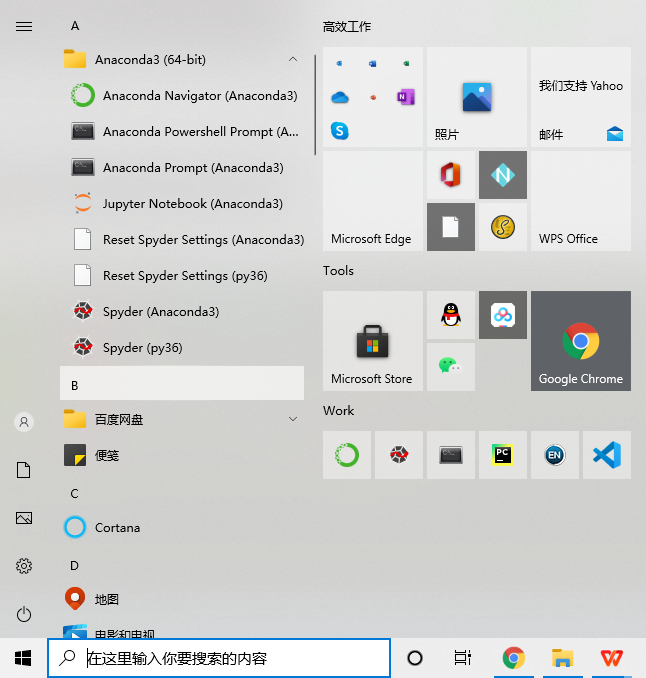 A
Anaconda3 (64-bit)
Anaconda Navigator (Anaconda3)
Anaconda Powershell Prompt (A...
Anaconda Prompt (Anaconda3)
Jupyter Notebook (Anaconda3)
Reset Spyder Settings (Anaconda3)
Reset Spyder Settings (py36)
Spyder (Anaconda3)
Spyder (py36)
B
百度网盘
便笺
C
Cortana
D
地图
电影和电视
高效工作
照片
我们支持 Yahoo
邮件
Microsoft Edge
WPS Office
Tools
Microsoft Store
Google Chrome
Work
PC
EN
在这里输入你要搜索的内容